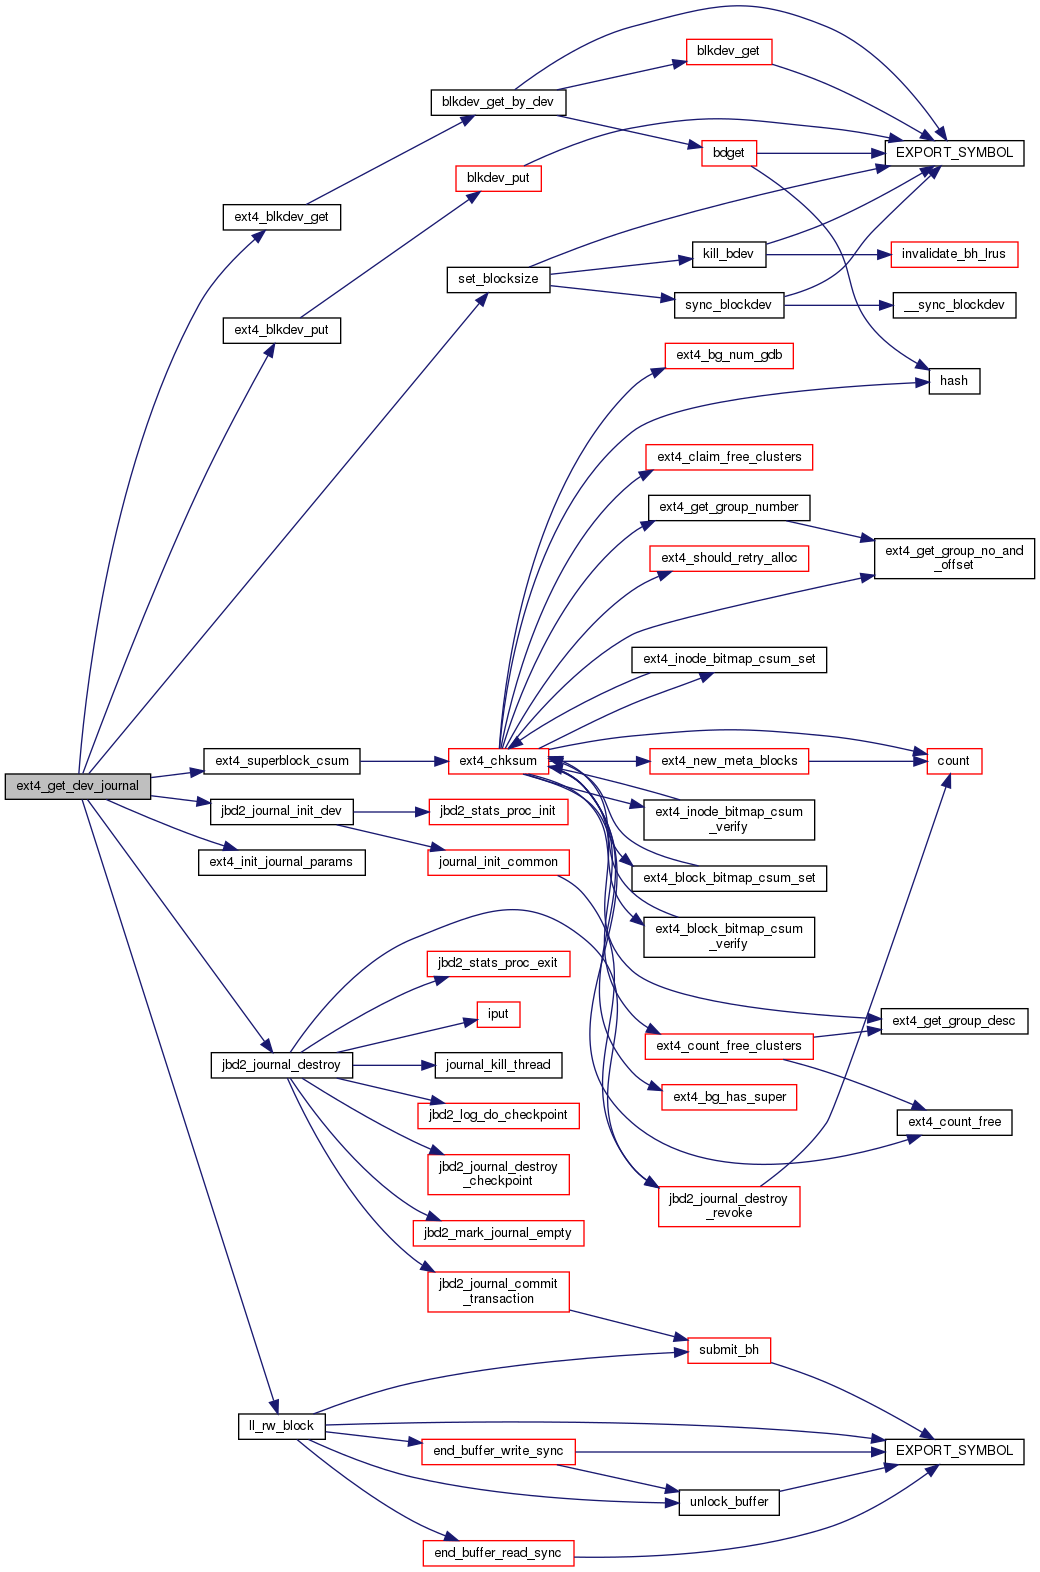 blkdev_get
blkdev_get_by_dev
bdget
EXPORT_SYMBOL
blkdev_put
ext4_blkdev_get
kill_bdev
invalidate_bh_lrus
set_blocksize
sync_blockdev
__sync_blockdev
ext4_blkdev_put
ext4_bg_num_gdb
hash
ext4_claim_free_clusters
ext4_get_group_number
ext4_should_retry_alloc
ext4_get_group_no_and
_offset
ext4_inode_bitmap_csum_set
ext4_superblock_csum
ext4_chksum
ext4_new_meta_blocks
count
ext4_get_dev_journal
jbd2_journal_init_dev
jbd2_stats_proc_init
ext4_inode_bitmap_csum
_verify
ext4_init_journal_params
journal_init_common
ext4_block_bitmap_csum_set
ext4_block_bitmap_csum
_verify
jbd2_stats_proc_exit
iput
ext4_get_group_desc
ext4_count_free_clusters
jbd2_journal_destroy
journal_kill_thread
ext4_bg_has_super
jbd2_log_do_checkpoint
ext4_count_free
jbd2_journal_destroy
_checkpoint
jbd2_journal_destroy
_revoke
jbd2_mark_journal_empty
jbd2_journal_commit
_transaction
submit_bh
ll_rw_block
end_buffer_write_sync
EXPORT_SYMBOL
unlock_buffer
end_buffer_read_sync